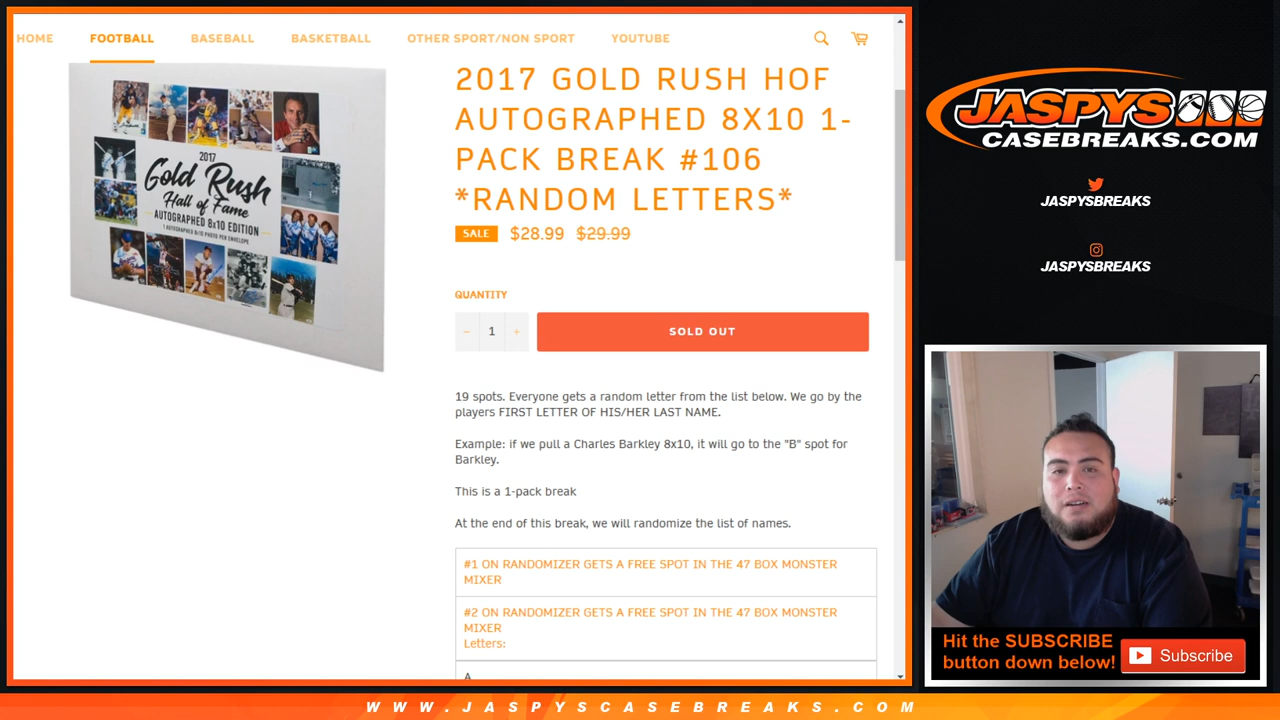 HOME
FOOTBALL
BASEBALL
BASKETBALL
OTHER SPORT/NON SPORT
YOUTUBE
2017
Gold Rush
Hall of Fame
AUTOGRAPHED 8x10 EDITION
1 AUTOGRAPHED 8x10 PHOTO PER ENVELOPE
2017 GOLD RUSH HOF
AUTOGRAPHED 8X10 1-
PACK BREAK #106
*RANDOM LETTERS*
SALE $28.99 $29.99
QUANTITY
− 1 +
SOLD OUT
19 spots. Everyone gets a random letter from the list below. We go by the
players FIRST LETTER OF HIS/HER LAST NAME.
Example: if we pull a Charles Barkley 8x10, it will go to the "B" spot for
Barkley.
This is a 1-pack break
At the end of this break, we will randomize the list of names.
#1 ON RANDOMIZER GETS A FREE SPOT IN THE 47 BOX MONSTER
MIXER
#2 ON RANDOMIZER GETS A FREE SPOT IN THE 47 BOX MONSTER
MIXER
Letters:
A
JASPYS
CASEBREAKS.COM
JASPYSBREAKS
JASPYSBREAKS
Hit the SUBSCRIBE
button down below!
Subscribe
WWW.JASPYSCASEBREAKS.COM